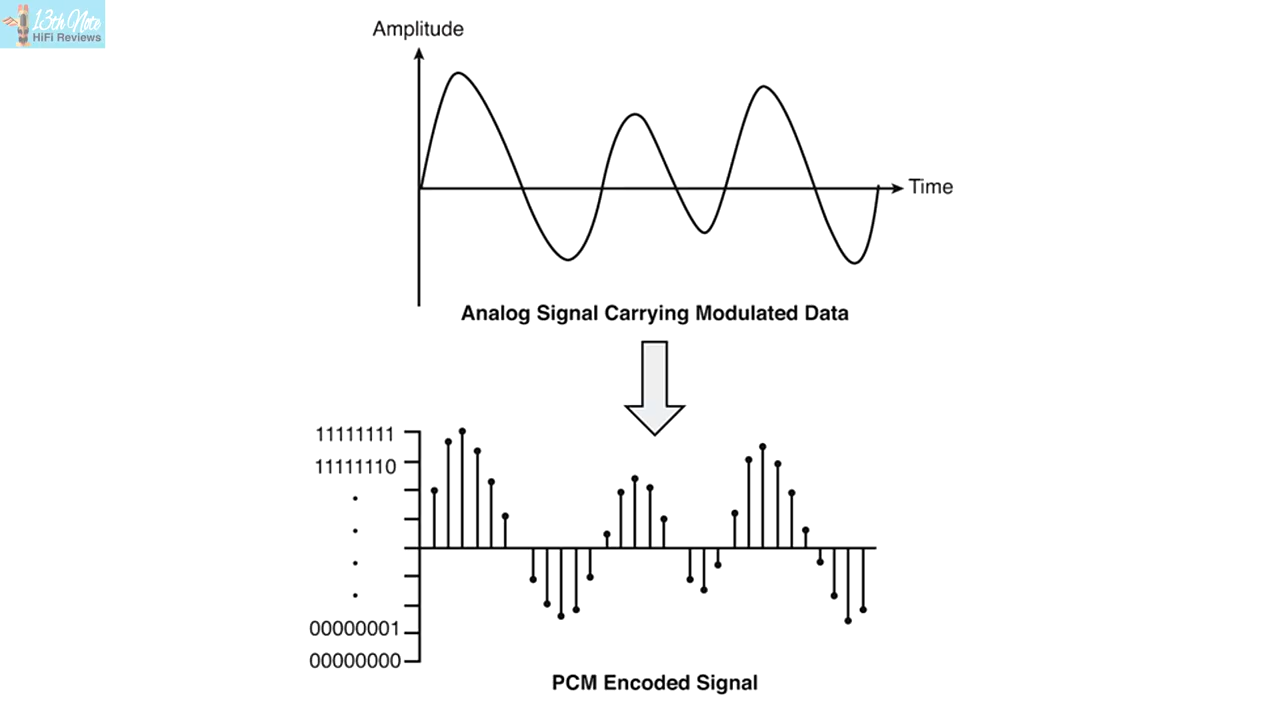 13th Note
HiFi Reviews
Amplitude
Time
Analog Signal Carrying Modulated Data
11111111
11111110
00000001
00000000
PCM Encoded Signal